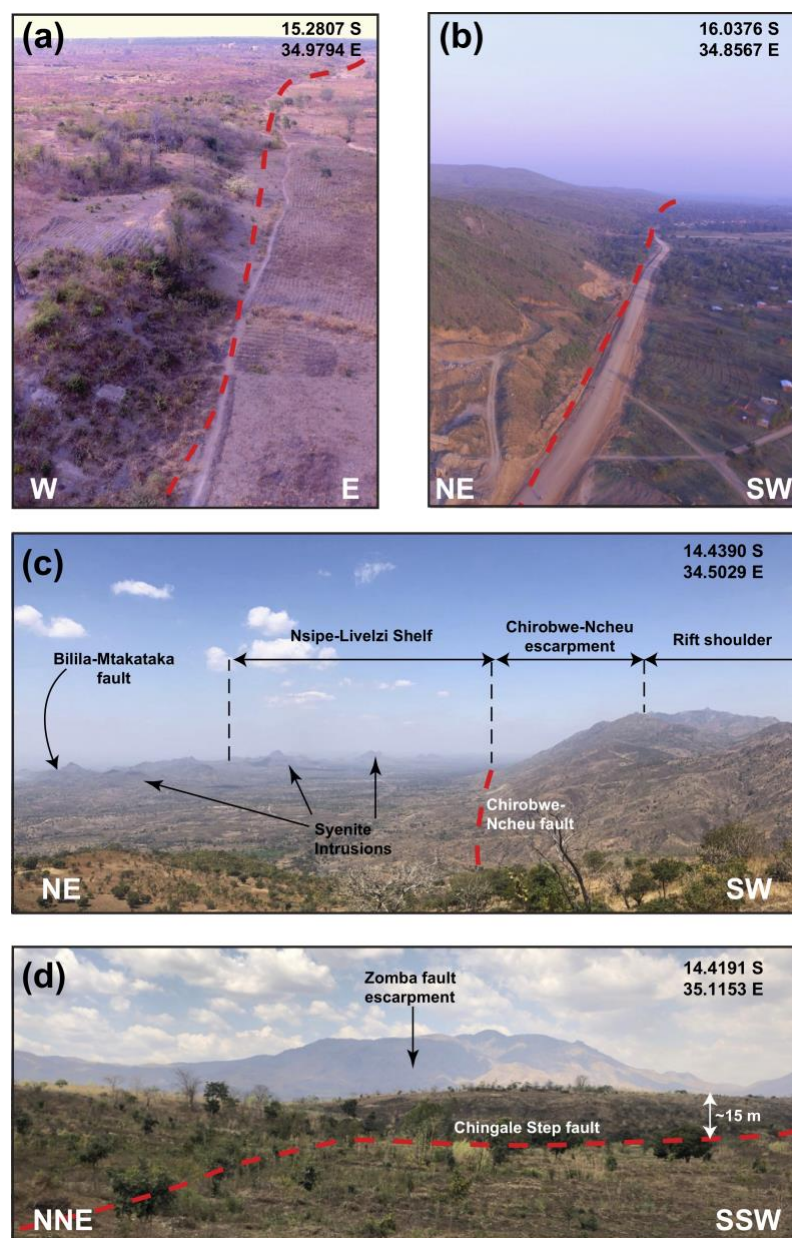 (a)
15.2807 S
34.9794 E
W
E
(b)
16.0376 S
34.8567 E
NE
SW
(c)
14.4390 S
34.5029 E
Nsipe-Livelzi Shelf
Chirobwe-Ncheu
escarpment
Rift shoulder
Bilila-Mtakataka
fault
Syenite
Intrusions
Chirobwe-
Ncheu fault
NE
SW
(d)
14.4191 S
35.1153 E
Zomba fault
escarpment
~15 m
Chingale Step fault
NNE
SSW